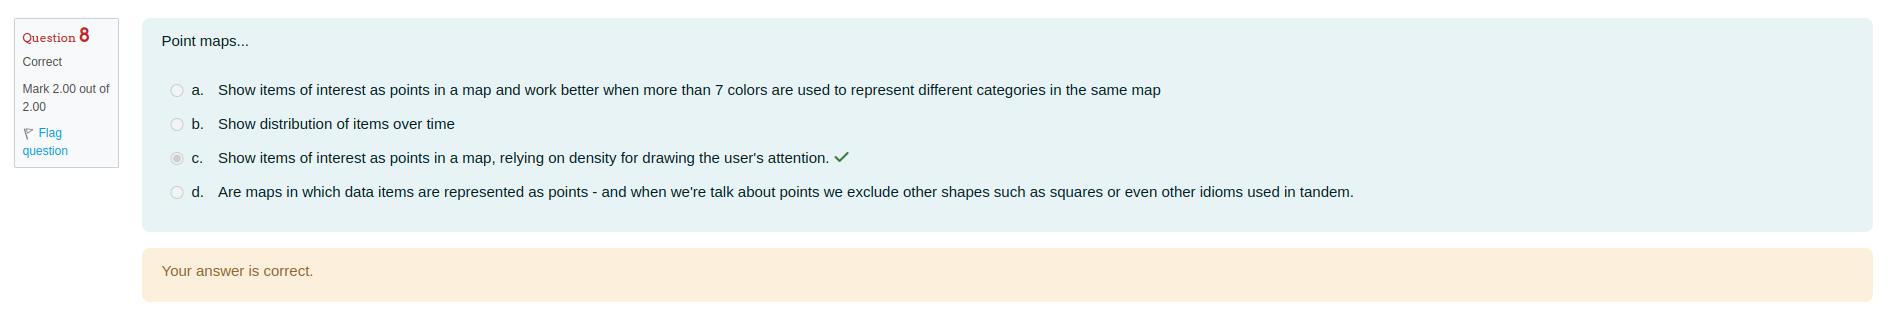 Question 8
Correct
Mark 2.00 out of
2.00
Flag
question
Point maps...
a. Show items of interest as points in a map and work better when more than 7 colors are used to represent different categories in the same map
b. Show distribution of items over time
c. Show items of interest as points in a map, relying on density for drawing the user's attention.
d. Are maps in which data items are represented as points - and when we're talk about points we exclude other shapes such as squares or even other idioms used in tandem.
Your answer is correct.